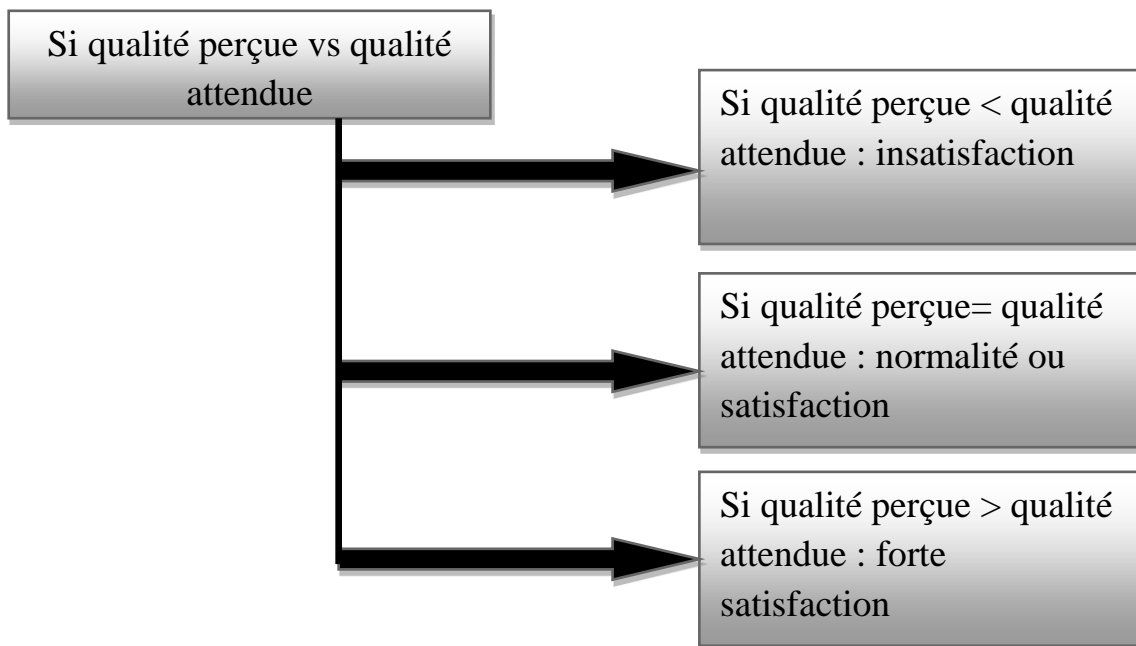 Si qualité perçue vs qualité
attendue
Si qualité perçue < qualité
attendue : insatisfaction
Si qualité perçue= qualité
attendue : normalité ou
satisfaction
Si qualité perçue > qualité
attendue : forte
satisfaction